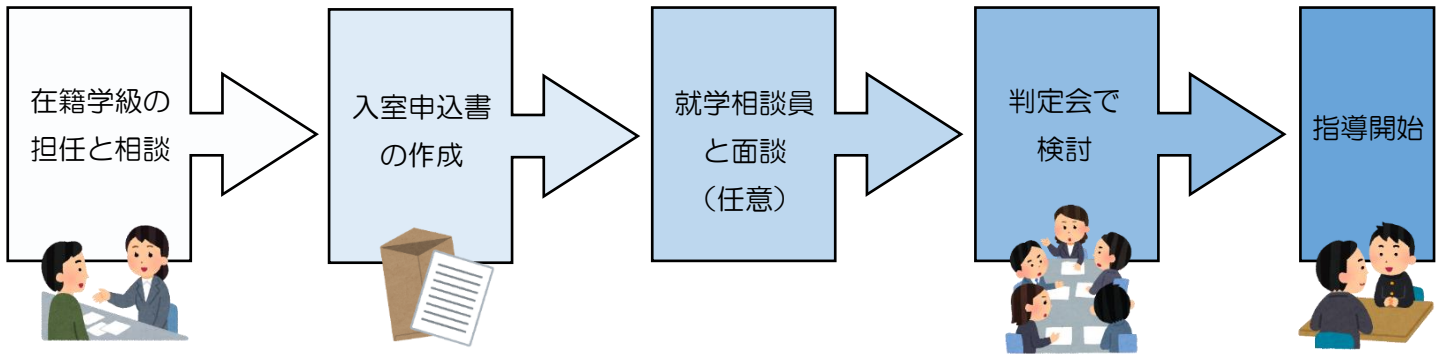 在籍学級の
担任と相談
入室申込書
の作成
就学相談員
と面談
（任意）
判定会で
検討
指導開始